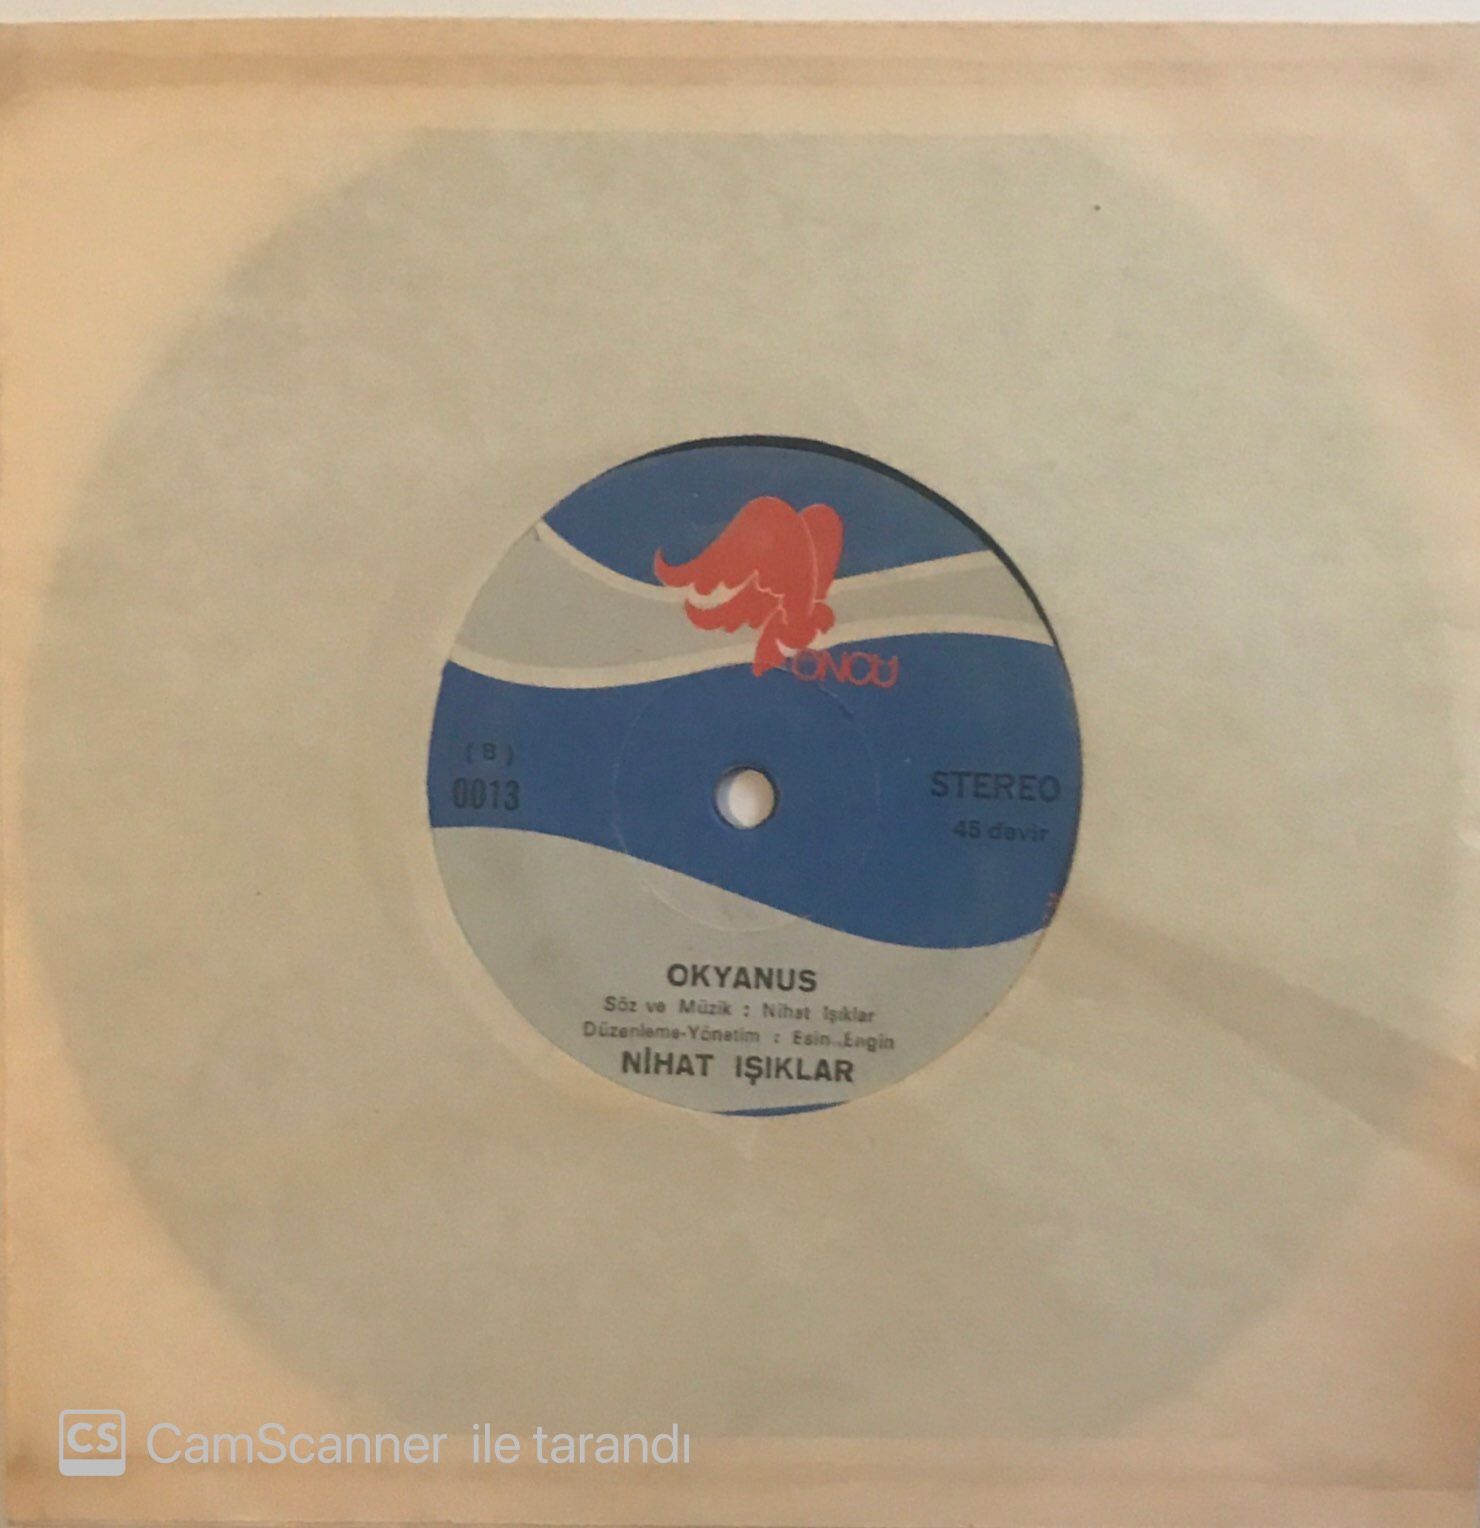 ÖNCÜ
( B )
0013
STEREO
45 devir
OKYANUS
Söz ve Müzik : Nihat Işıklar
Düzenleme-Yönetim : Esin Engin
NİHAT IŞIKLAR
CS CamScanner ile tarandı